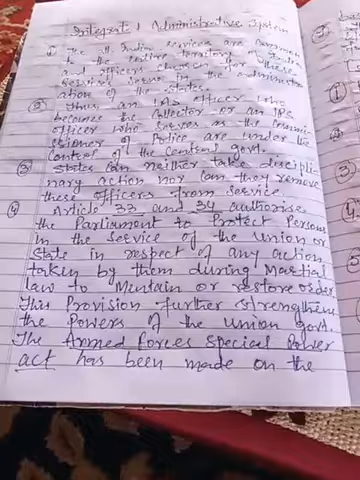 Integrated Administrative System
① The all India services are common
to the entire territory
and officers chosen for these
services serve in the administr
ation of the states.
② Thus, an IAS officer who
becomes the Collector or an IPS
officer who serves as the Commi
ssioner of Police are under the
control of the Central govt.
③ States can neither take discipli
nary action nor can they remove
these officers from service.
④ Article 33 and 34 authorise
the Parliament to Protect Persons
in the service of the Union or
State in respect of any action
taken by them during Martial
law to Mentain or restore order
This Provision further strengthens
the powers of the union govt.
The Armed forces Special Power
act has been made on the